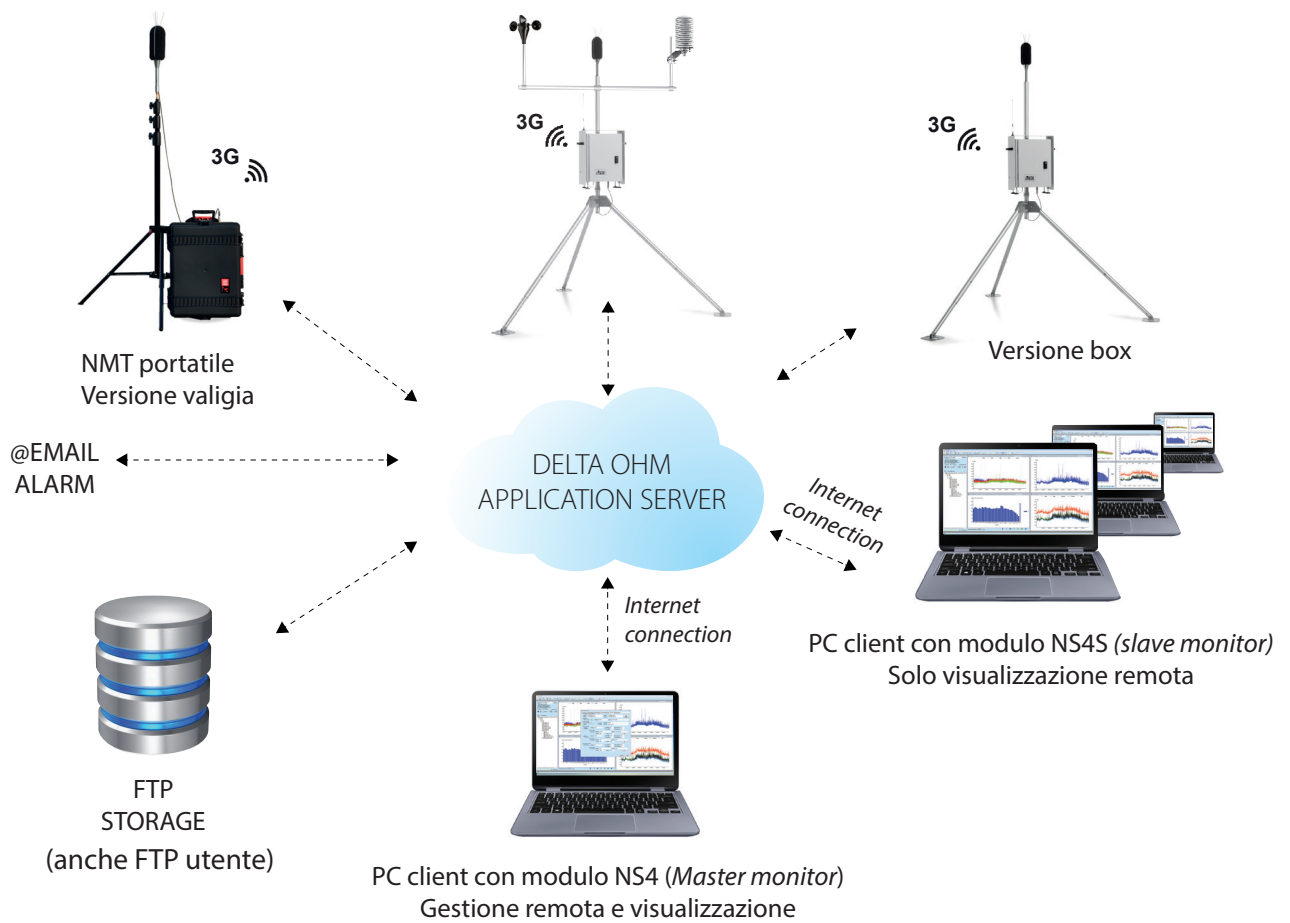 3G
3G
3G
NMT portatile
Versione valigia
Versione box
@EMAIL
ALARM
DELTA OHM
APPLICATION SERVER
Internet
connection
Internet
connection
PC client con modulo NS4S (slave monitor)
Solo visualizzazione remota
FTP
STORAGE
(anche FTP utente)
PC client con modulo NS4 (Master monitor)
Gestione remota e visualizzazione